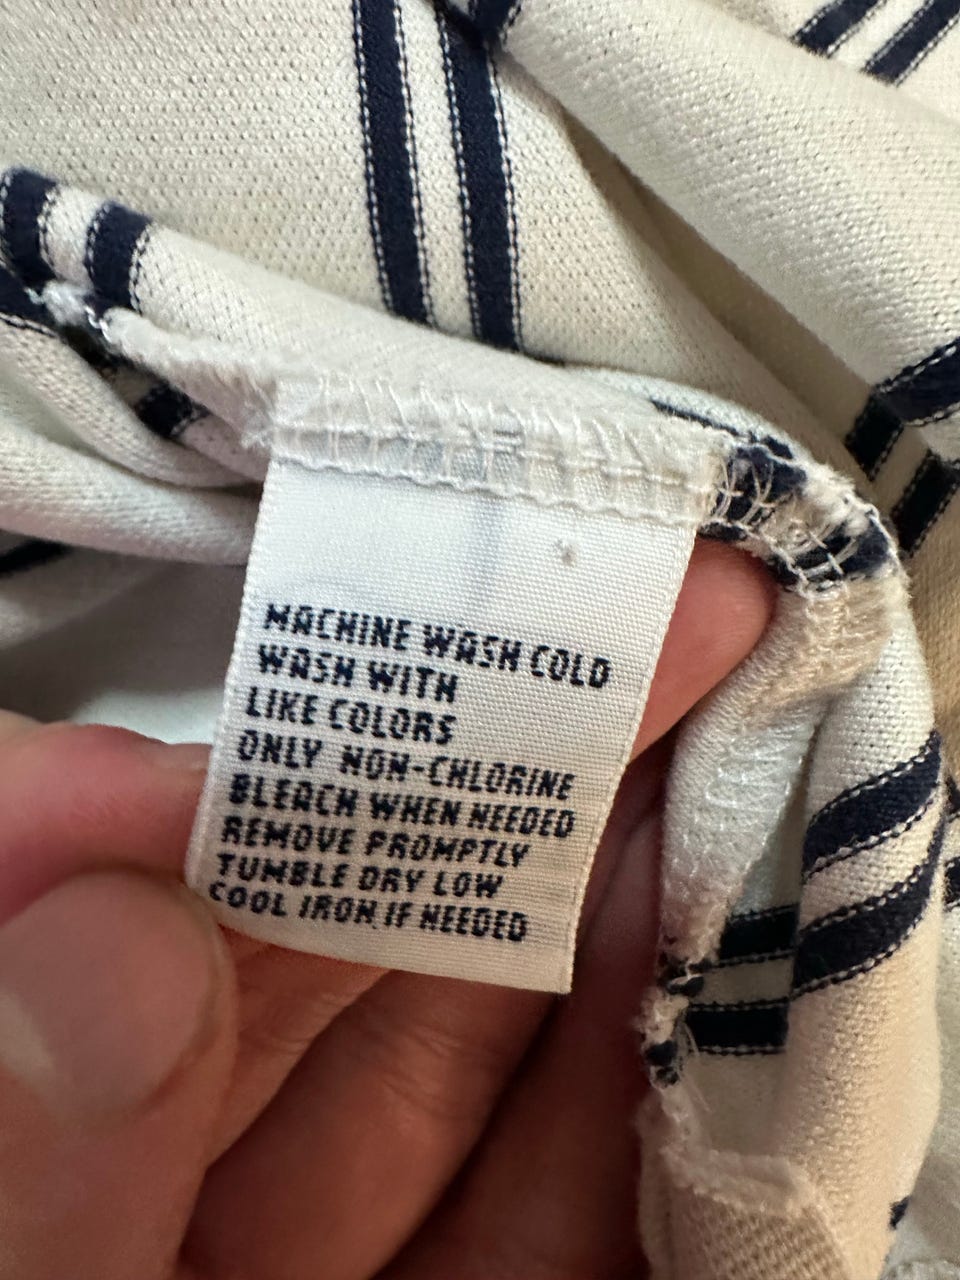 MACHINE WASH COLD
WASH WITH
LIKE COLORS
ONLY NON-CHLORINE
BLEACH WHEN NEEDED
REMOVE PROMPTLY
TUMBLE DRY LOW
COOL IRON IF NEEDED